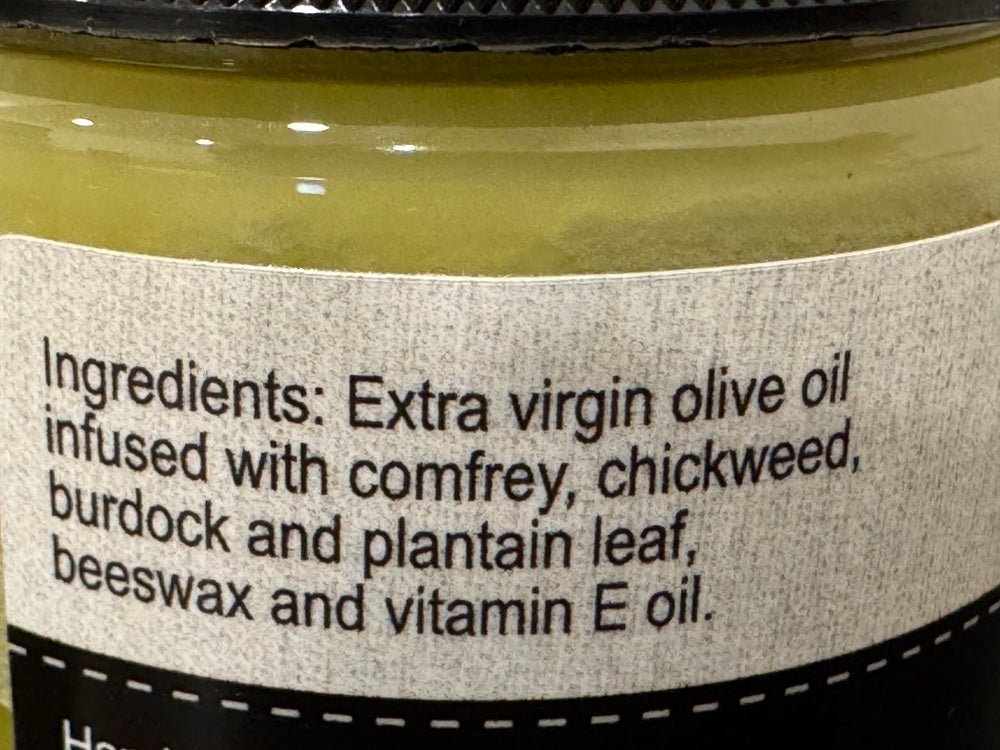 Ingredients: Extra virgin olive oil
infused with comfrey, chickweed,
burdock and plantain leaf,
beeswax and vitamin E oil.